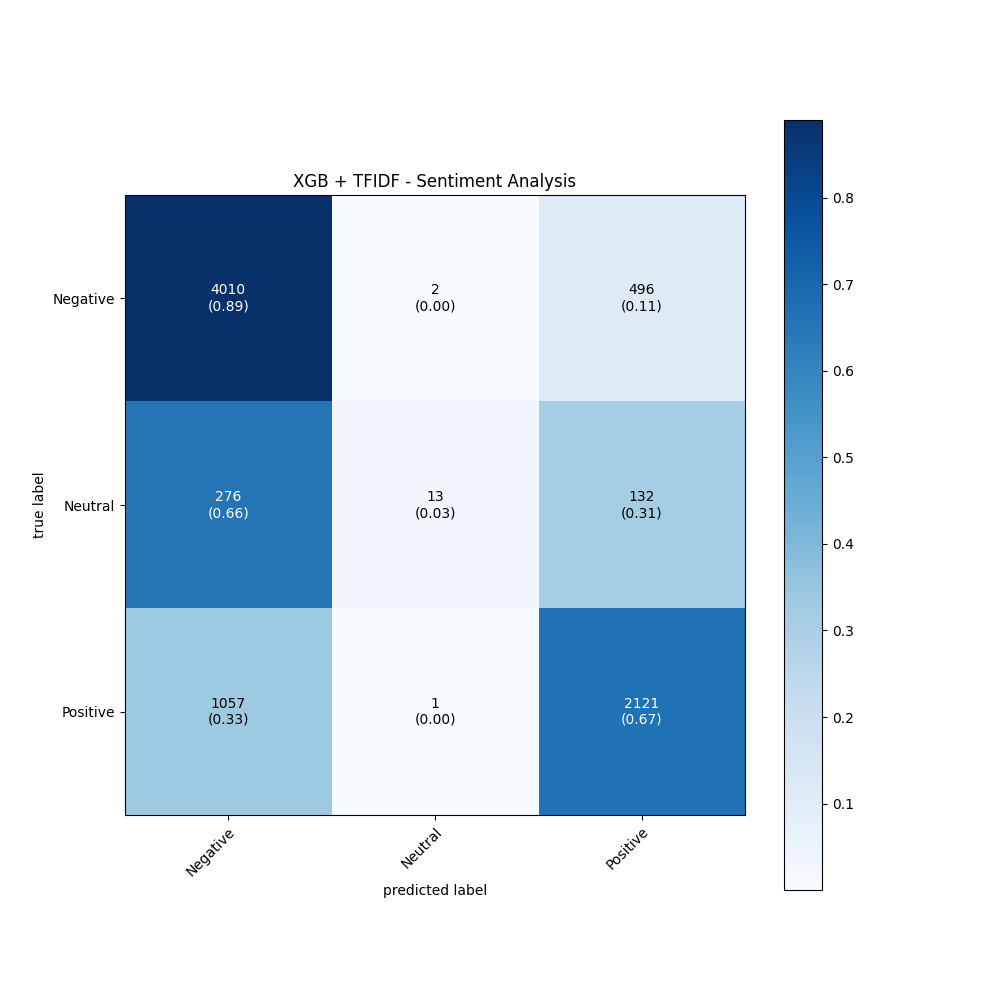 XGB + TFIDF - Sentiment Analysis
Negative
4010
(0.89)
2
(0.00)
496
(0.11)
Neutral
276
(0.66)
13
(0.03)
132
(0.31)
Positive
1057
(0.33)
1
(0.00)
2121
(0.67)
true label
Negative
Neutral
Positive
predicted label
0.8
0.7
0.6
0.5
0.4
0.3
0.2
0.1